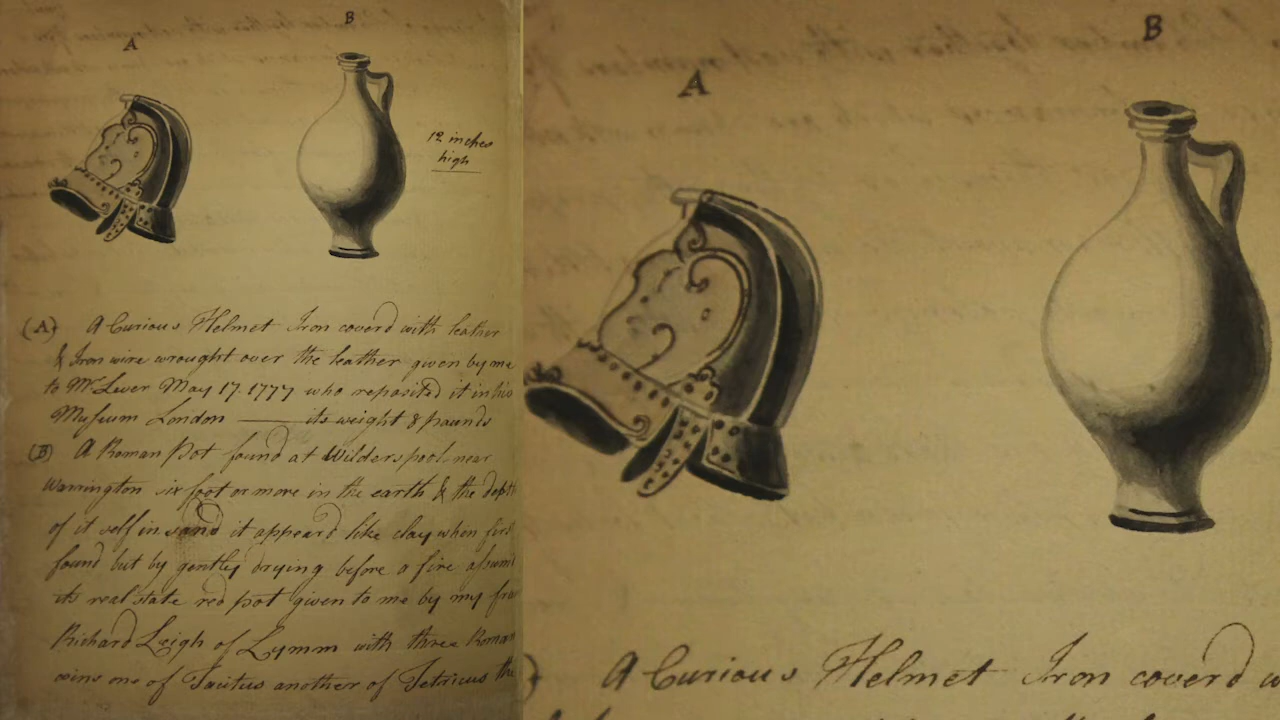 A
B
12 inches
high
(A) A Curious Helmet Iron coverd with leather
& Iron wire wrought over the leather given by me
to Mr Lever May 17. 1777 who reposited it in his
Museum London — its weight 8 pounds
(B) A Roman Pot found at Wilderspool near
Warrington six foot or more in the earth & the depth
of it self in sand it appeard like clay when firs
found but by gently drying before a fire assum
its real state red pot given to me by my frie
Richard Leigh of Lymm with three Roman
coins one of Tacitus another of Tetricus the
A
B
A Curious Helmet Iron coverd w